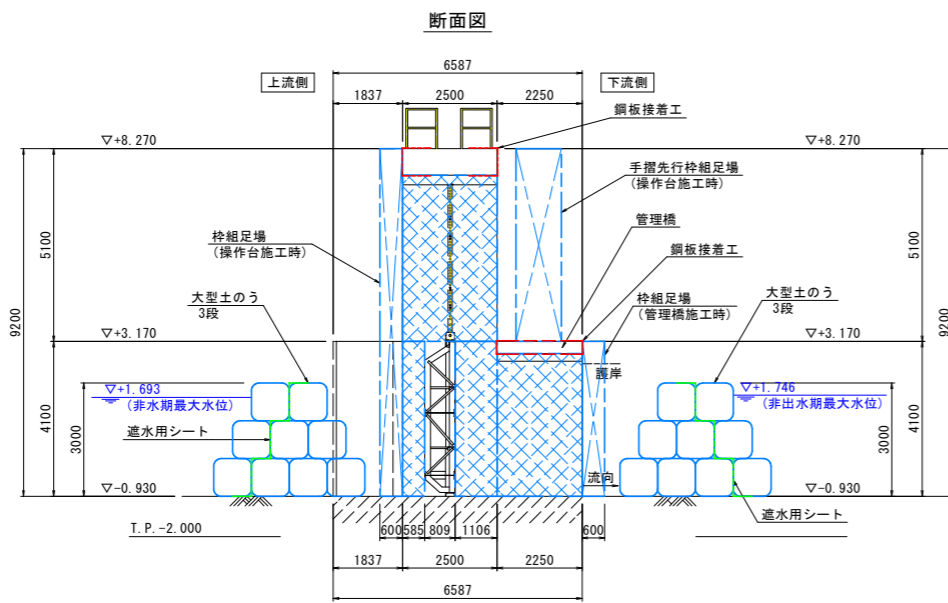 断面図
6587
上流側
下流側
1837
2500
2250
鋼板接着工
▽+8.270
▽+8.270
手摺先行枠組足場
(操作台施工時)
管理橋
枠組足場
(操作台施工時)
5100
5100
鋼板接着工
大型土のう
3段
枠組足場
(管理橋施工時)
大型土のう
3段
9200
9200
▽+3.170
▽+3.170
護岸
▽+1.693
(非水期最大水位)
▽+1.746
(非出水期最大水位)
遮水用シート
3000
4100
3000
4100
流向
▽-0.930
▽-0.930
遮水用シート
T.P.-2.000
600
585
809
1106
600
1837
2500
2250
6587